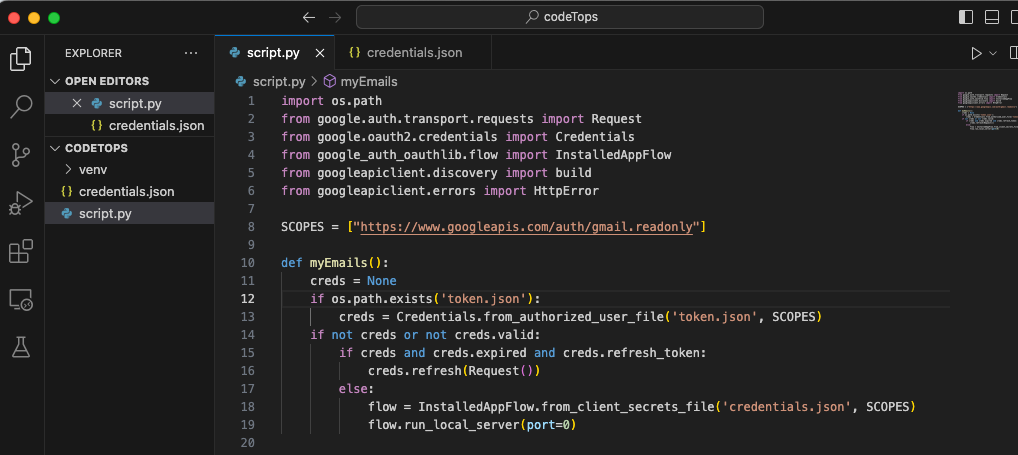 codeTops
EXPLORER ...
OPEN EDITORS
script.py
{} credentials.json
CODETOPS
venv
{} credentials.json
script.py
script.py
{} credentials.json
script.py > myEmails
1 import os.path
2 from google.auth.transport.requests import Request
3 from google.oauth2.credentials import Credentials
4 from google_auth_oauthlib.flow import InstalledAppFlow
5 from googleapiclient.discovery import build
6 from googleapiclient.errors import HttpError
7
8 SCOPES = ["https://www.googleapis.com/auth/gmail.readonly"]
9
10 def myEmails():
11     creds = None
12     if os.path.exists('token.json'):
13         creds = Credentials.from_authorized_user_file('token.json', SCOPES)
14     if not creds or not creds.valid:
15         if creds and creds.expired and creds.refresh_token:
16             creds.refresh(Request())
17         else:
18             flow = InstalledAppFlow.from_client_secrets_file('credentials.json', SCOPES)
19             flow.run_local_server(port=0)
20